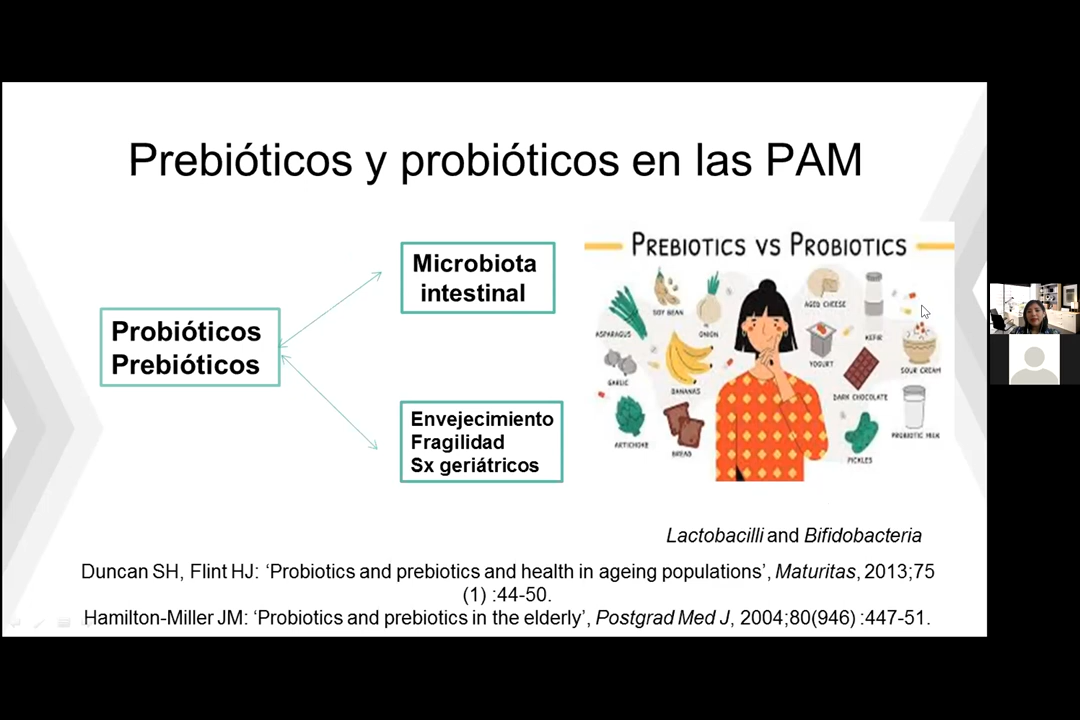 Prebióticos y probióticos en las PAM
Probióticos
Prebióticos
Microbiota
intestinal
Envejecimiento
Fragilidad
Sx geriátricos
PREBIOTICS VS PROBIOTICS
ASPARAGUS
SOY BEAN
ONION
GARLIC
BANANAS
ARTICHOKE
BREAD
AGED CHEESE
KEFIR
YOGURT
SOUR CREAM
DARK CHOCOLATE
PROBIOTIC MILK
PICKLES
Lactobacilli and Bifidobacteria
Duncan SH, Flint HJ: ‘Probiotics and prebiotics and health in ageing populations’, Maturitas, 2013;75
(1) :44-50.
Hamilton-Miller JM: ‘Probiotics and prebiotics in the elderly’, Postgrad Med J, 2004;80(946) :447-51.